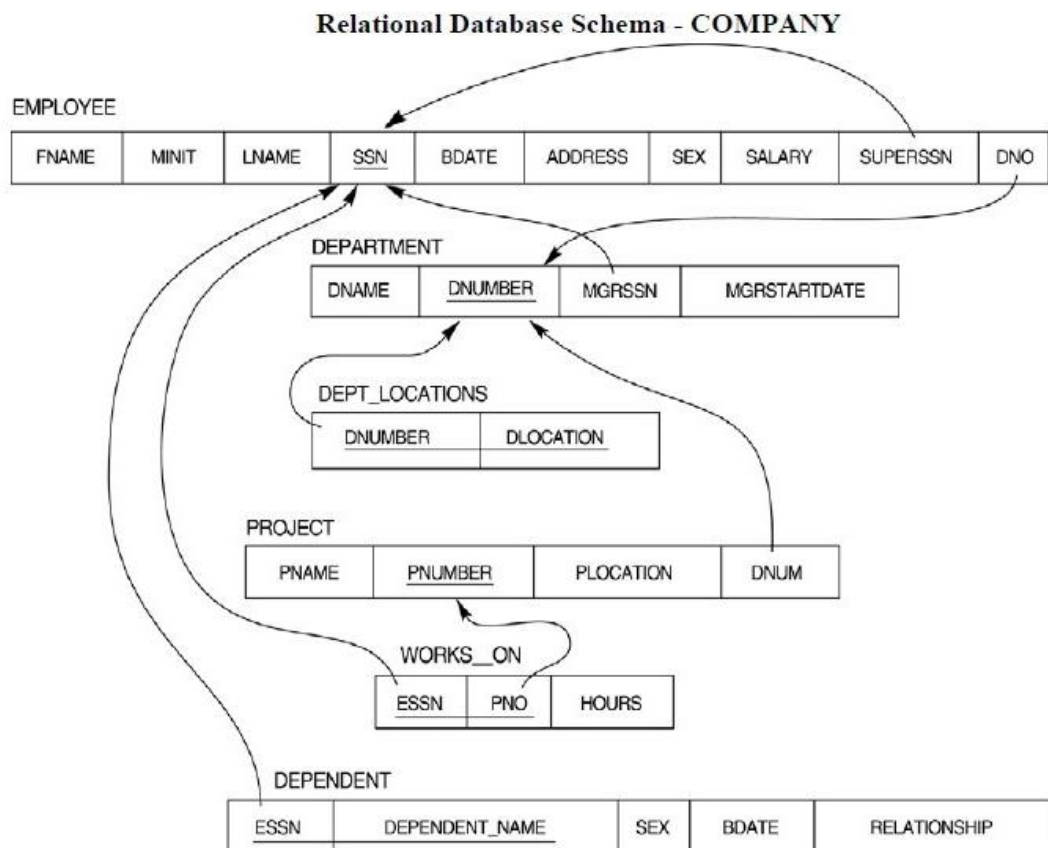 Relational Database Schema - COMPANY
EMPLOYEE
FNAME MINIT LNAME SSN BDATE ADDRESS SEX SALARY SUPERSSN DNO
DEPARTMENT
DNAME DNUMBER MGRSSN MGRSTARTDATE
DEPT_LOCATIONS
DNUMBER DLOCATION
PROJECT
PNAME PNUMBER PLOCATION DNUM
WORKS__ON
ESSN PNO HOURS
DEPENDENT
ESSN DEPENDENT_NAME SEX BDATE RELATIONSHIP